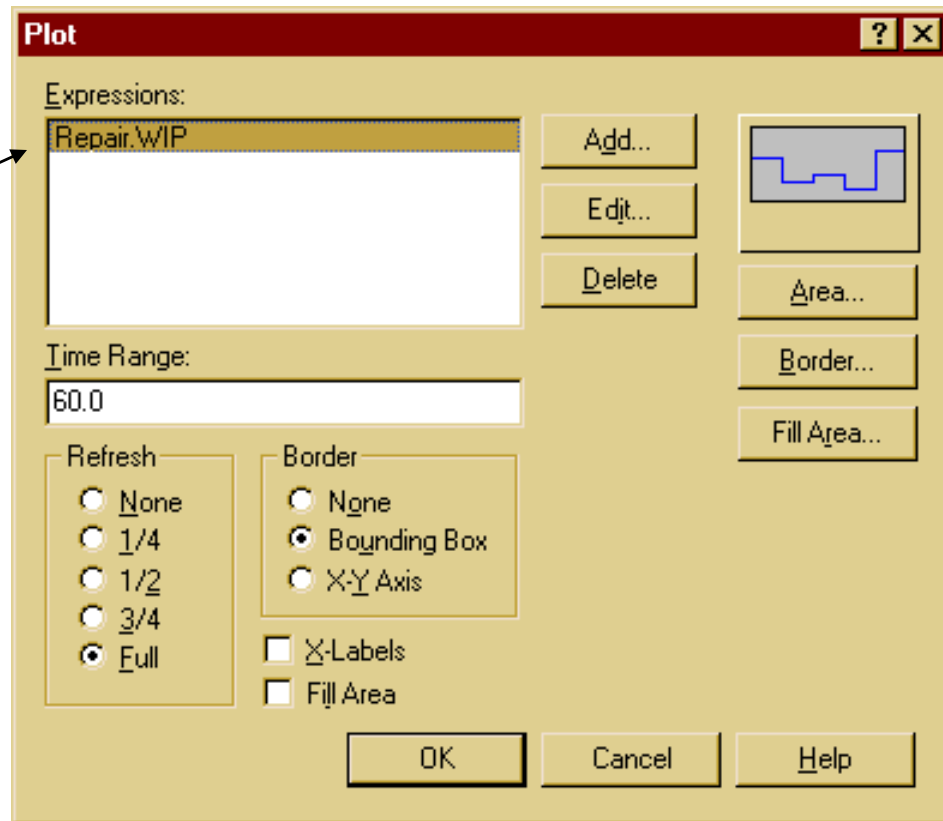 Plot
Expressions:
Repair.WIP
Add...
Edit...
Delete
Area...
Border...
Fill Area...
Time Range:
60.0
Refresh
None
1/4
1/2
3/4
Full
Border
None
Bounding Box
X-Y Axis
X-Labels
Fill Area
OK
Cancel
Help